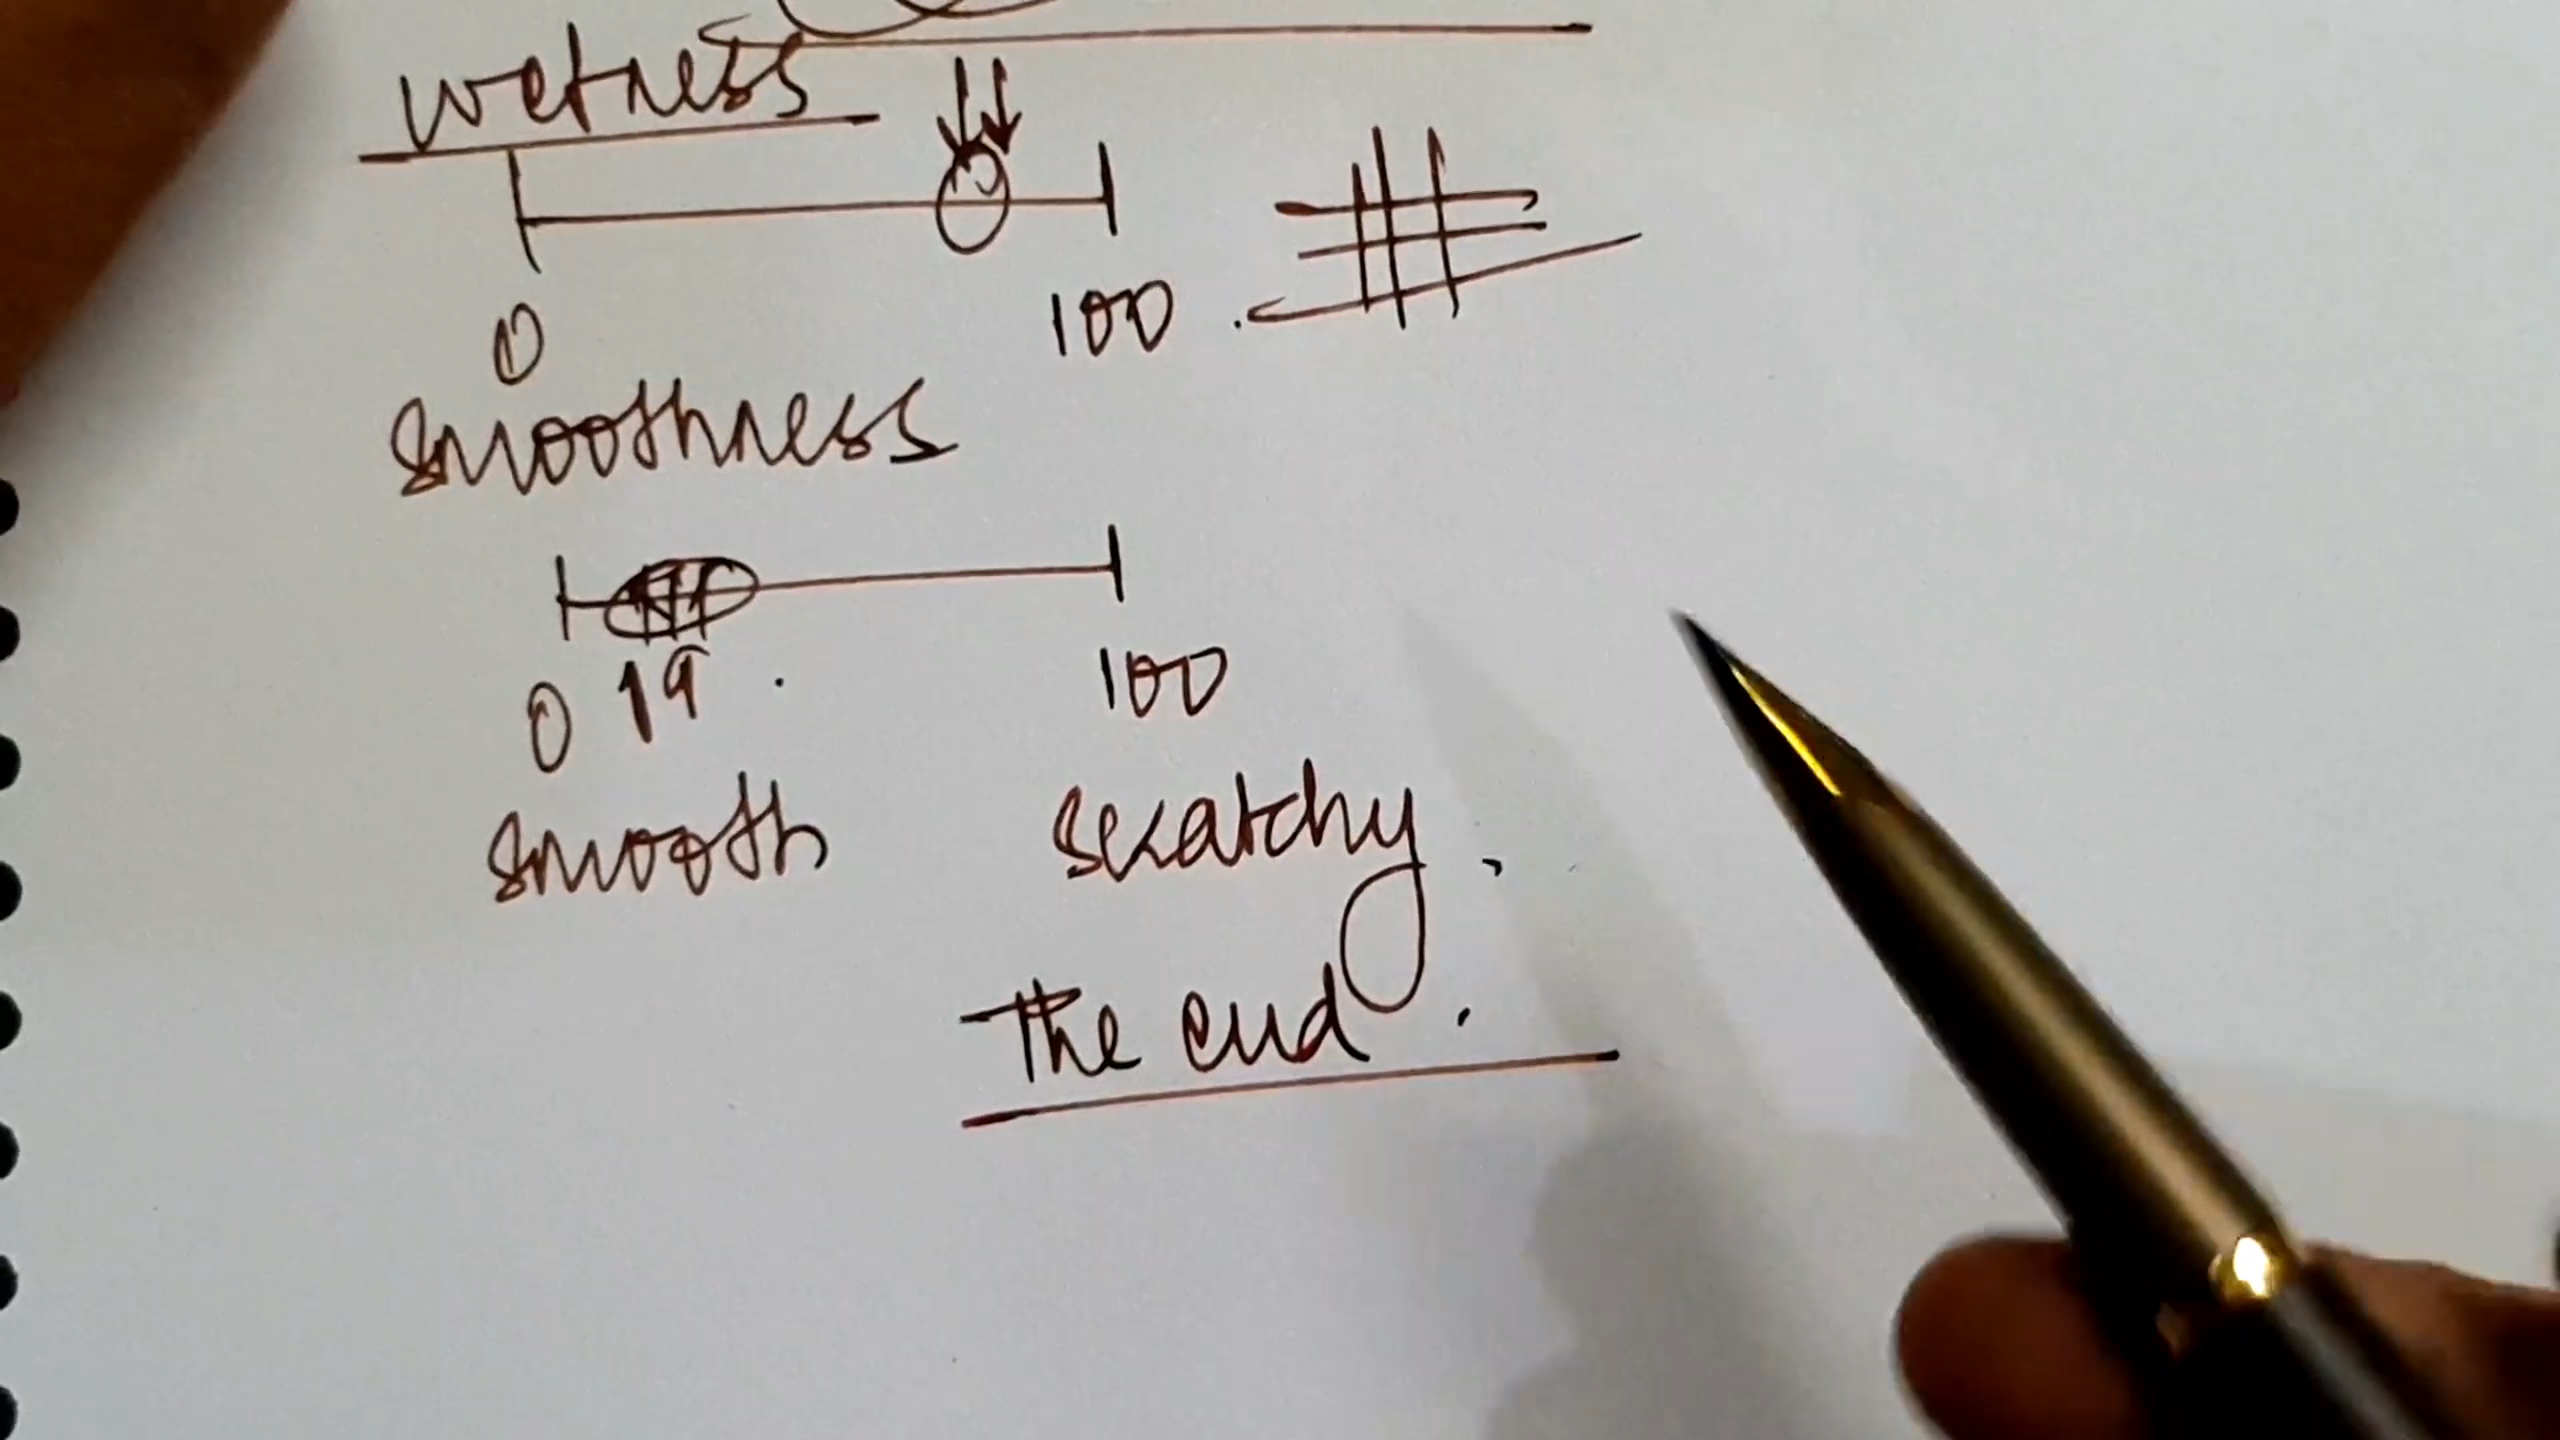 wetness
0 100
smoothness
0 19 100
smooth scratchy
The end.